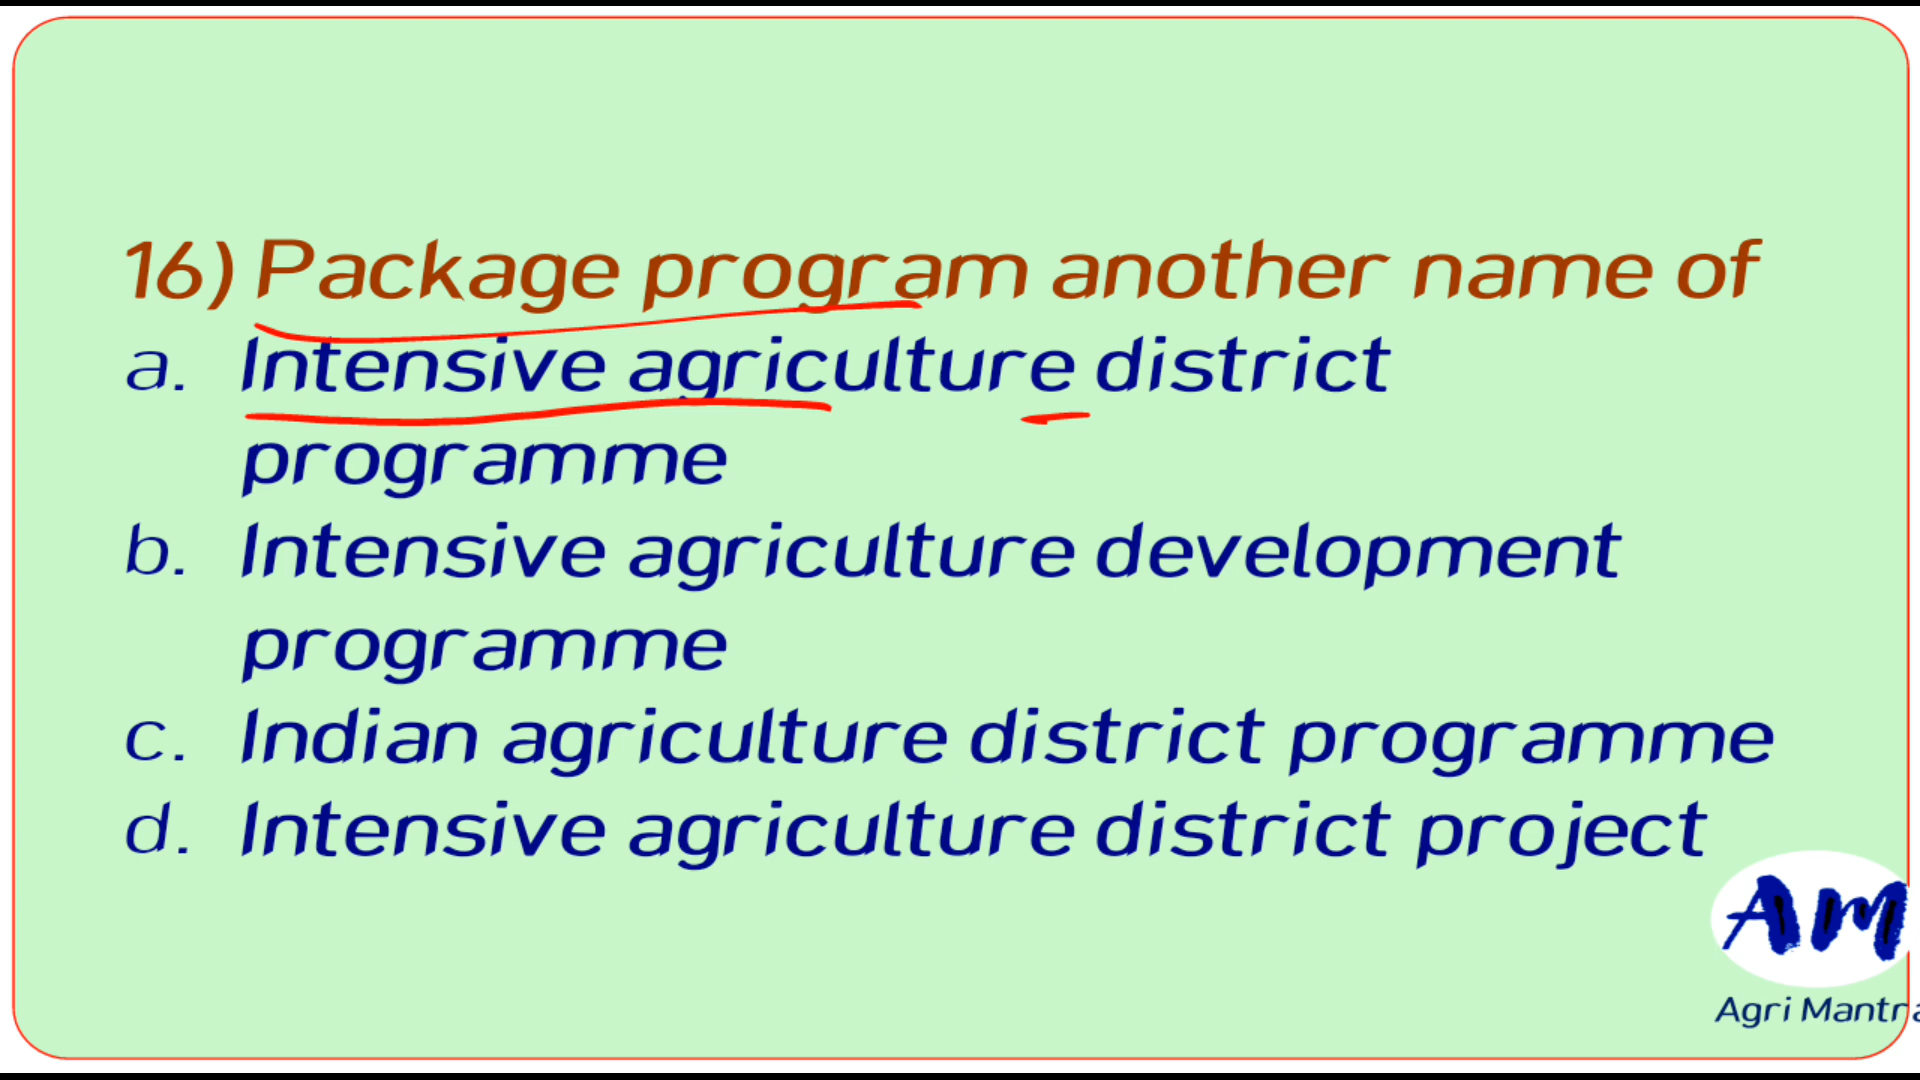 16) Package program another name of
a. Intensive agriculture district
programme
b. Intensive agriculture development
programme
c. Indian agriculture district programme
d. Intensive agriculture district project
AM
Agri Mantra